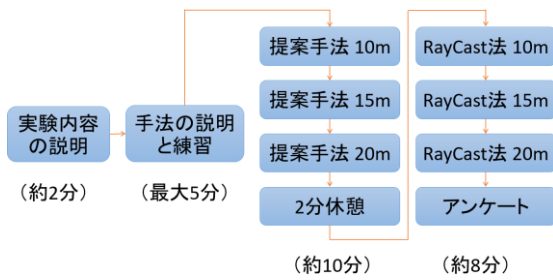 実験内容
の説明
(約2分)
手法の説明
と練習
(最大5分)
提案手法 10m
提案手法 15m
提案手法 20m
2分休憩
(約10分)
RayCast法 10m
RayCast法 15m
RayCast法 20m
アンケート
(約8分)